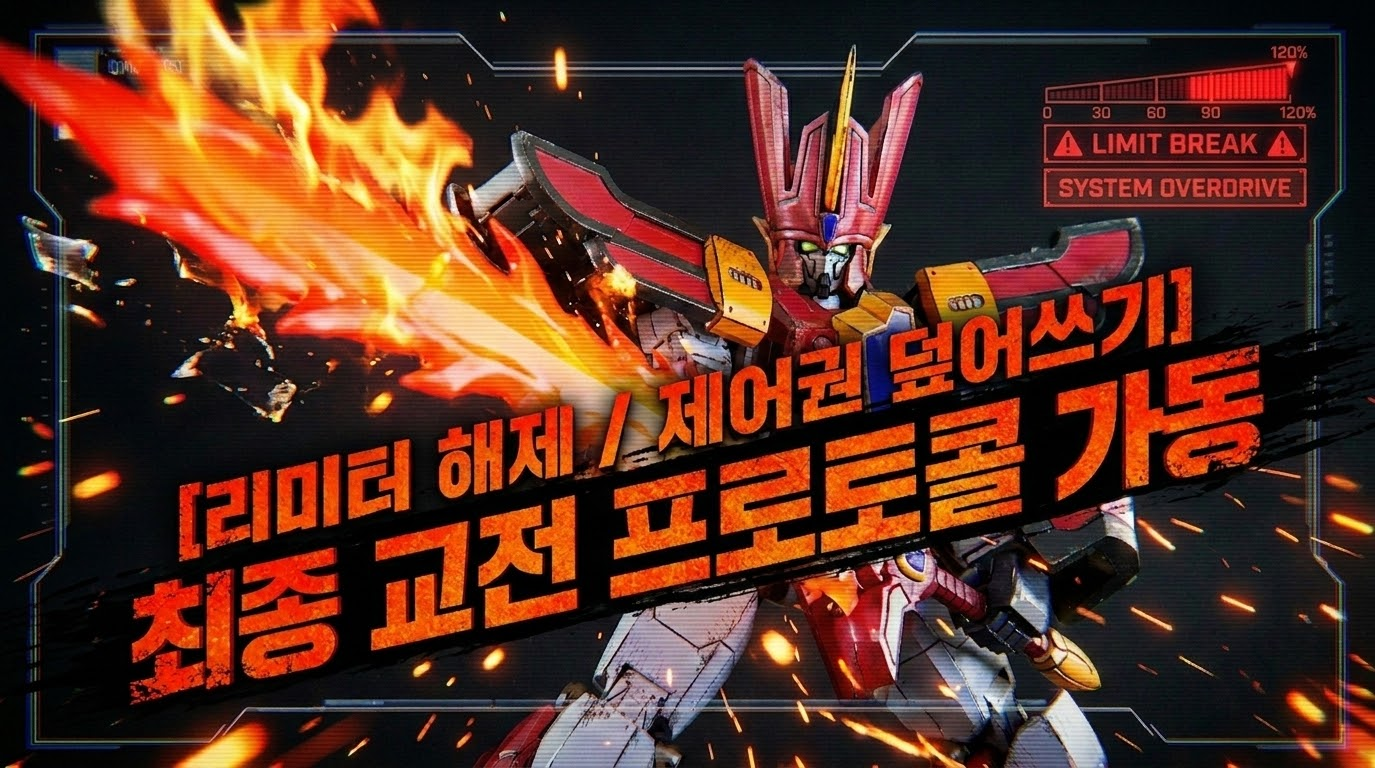 120%
0 30 60 90 120%
LIMIT BREAK
SYSTEM OVERDRIVE
[리미터 해제 / 제어권 덮어쓰기]
최종 교전 프로토콜 가동